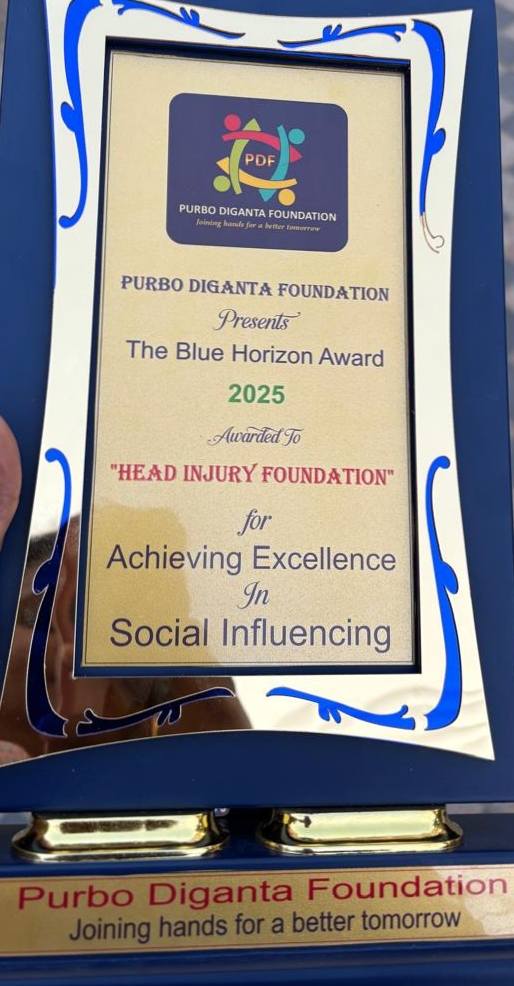 PDF
PURBO DIGANTA FOUNDATION
Joining hands for a better tomorrow
PURBO DIGANTA FOUNDATION
Presents
The Blue Horizon Award
2025
Awarded To
"HEAD INJURY FOUNDATION"
for
Achieving Excellence
In
Social Influencing
Purbo Diganta Foundation
Joining hands for a better tomorrow